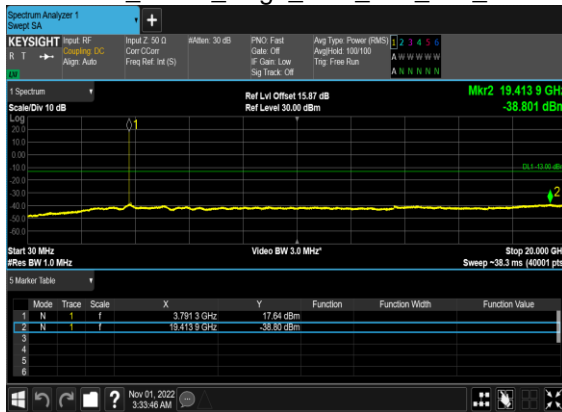 Spectrum Analyzer 1
Swept SA
+
KEYSIGHT Input: RF Input Z: 50 Ω #Atten: 30 dB PNO: Fast Avg Type: Power (RMS) 1 2 3 4 5 6
R T Coupling: DC Corr CCorr Gate: Off Avg|Hold: 100/100 A W W W W W
Align: Auto Freq Ref: Int (S) IF Gain: Low Trig: Free Run
Sig Track: Off A N N N N N
1 Spectrum Ref Lvl Offset 15.87 dB Mkr2 19.413 9 GHz
Scale/Div 10 dB Ref Level 30.00 dBm -38.801 dBm
Log
20.0 1
10.0
0.00
-10.0 DL1 -13.00 dBm
-20.0
-30.0 2
-40.0
-50.0
-60.0
Start 30 MHz Video BW 3.0 MHz* Stop 20.000 GHz
#Res BW 1.0 MHz Sweep ~38.3 ms (40001 pts)
5 Marker Table
Mode Trace Scale X Y Function Function Width Function Value
1 N 1 f 3.791 3 GHz 17.64 dBm
2 N 1 f 19.413 9 GHz -38.80 dBm
3
4
5
6
? Nov 01, 2022
3:33:46 AM